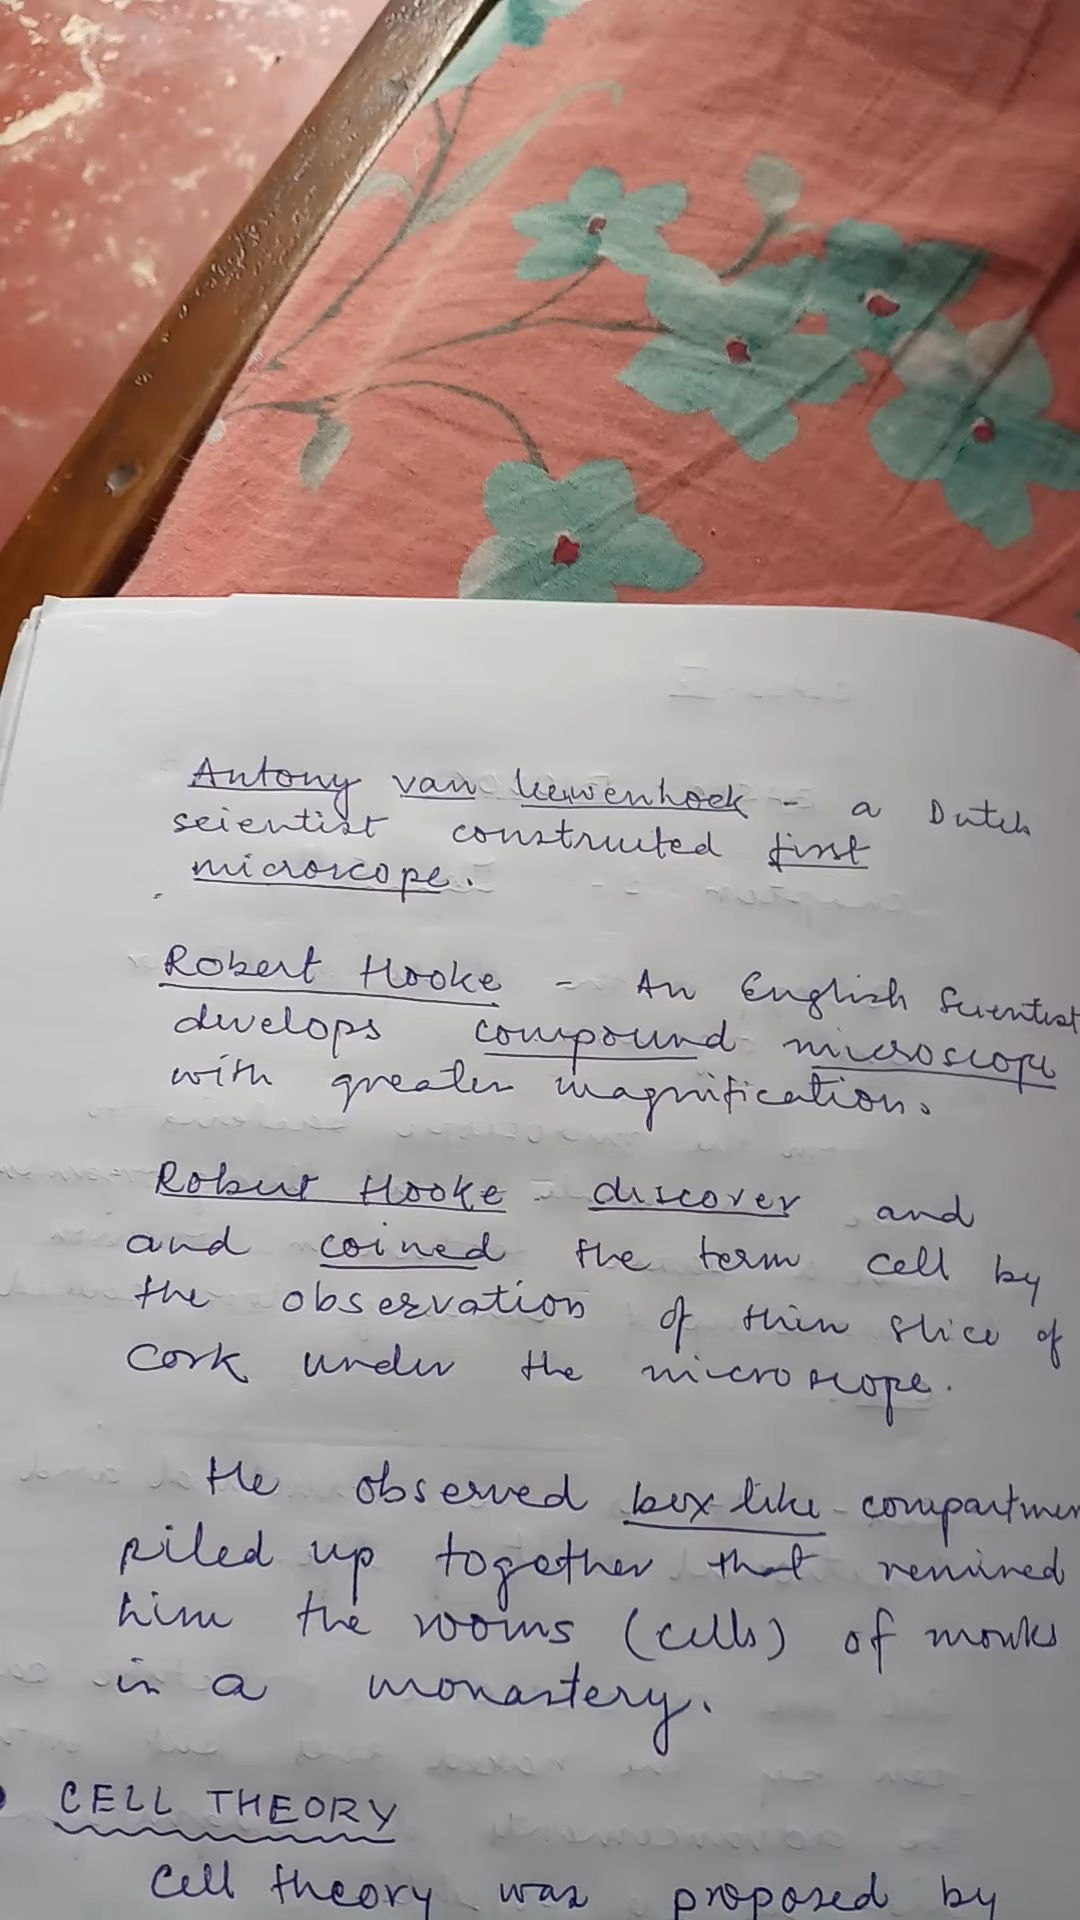 Antony van Leewenhoek - a Dutch
scientist constructed first
microscope.
Robert Hooke - An English Scientist
develops compound microscope
with greater magnification.
Robert Hooke discover and
and coined the term cell by
the observation of thin slice of
cork under the microscope.
He observed box like compartmen
piled up together that remined
him the rooms (cells) of monks
in a monastery.
CELL THEORY
Cell theory was proposed by